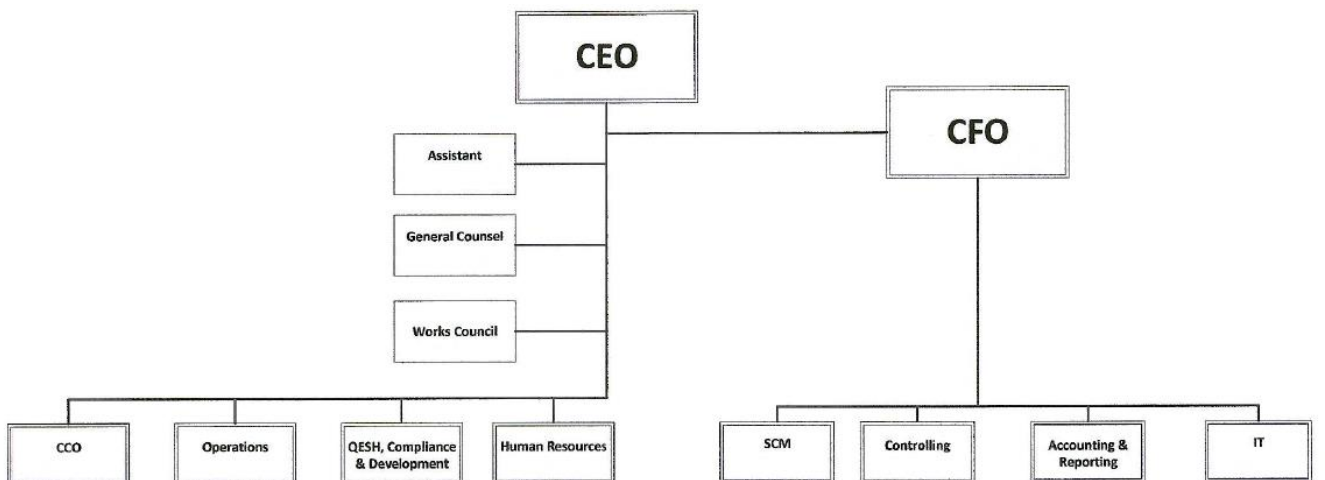 CEO
CFO
Assistant
General Counsel
Works Council
CCO
Operations
QESH, Compliance
& Development
Human Resources
SCM
Controlling
Accounting &
Reporting
IT